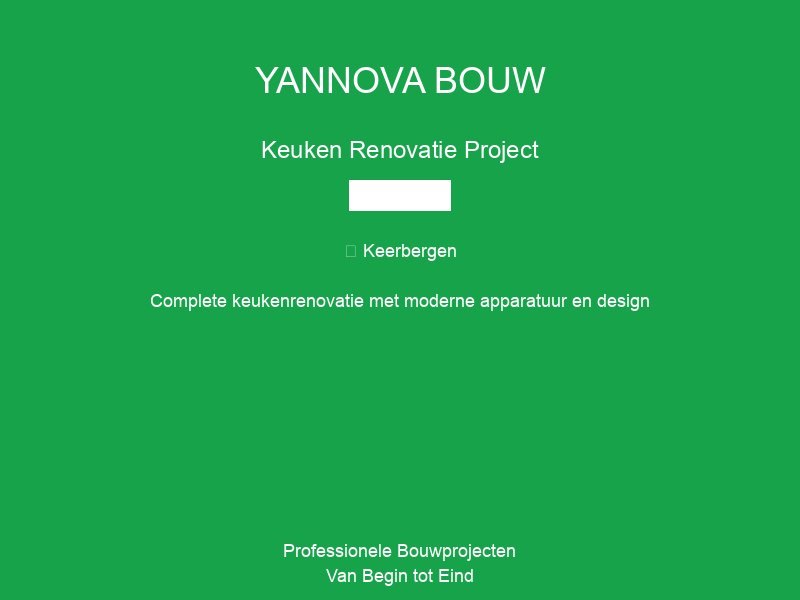 YANNOVA BOUW
Keuken Renovatie Project
Keerbergen
Complete keukenrenovatie met moderne apparatuur en design
Professionele Bouwprojecten
Van Begin tot Eind